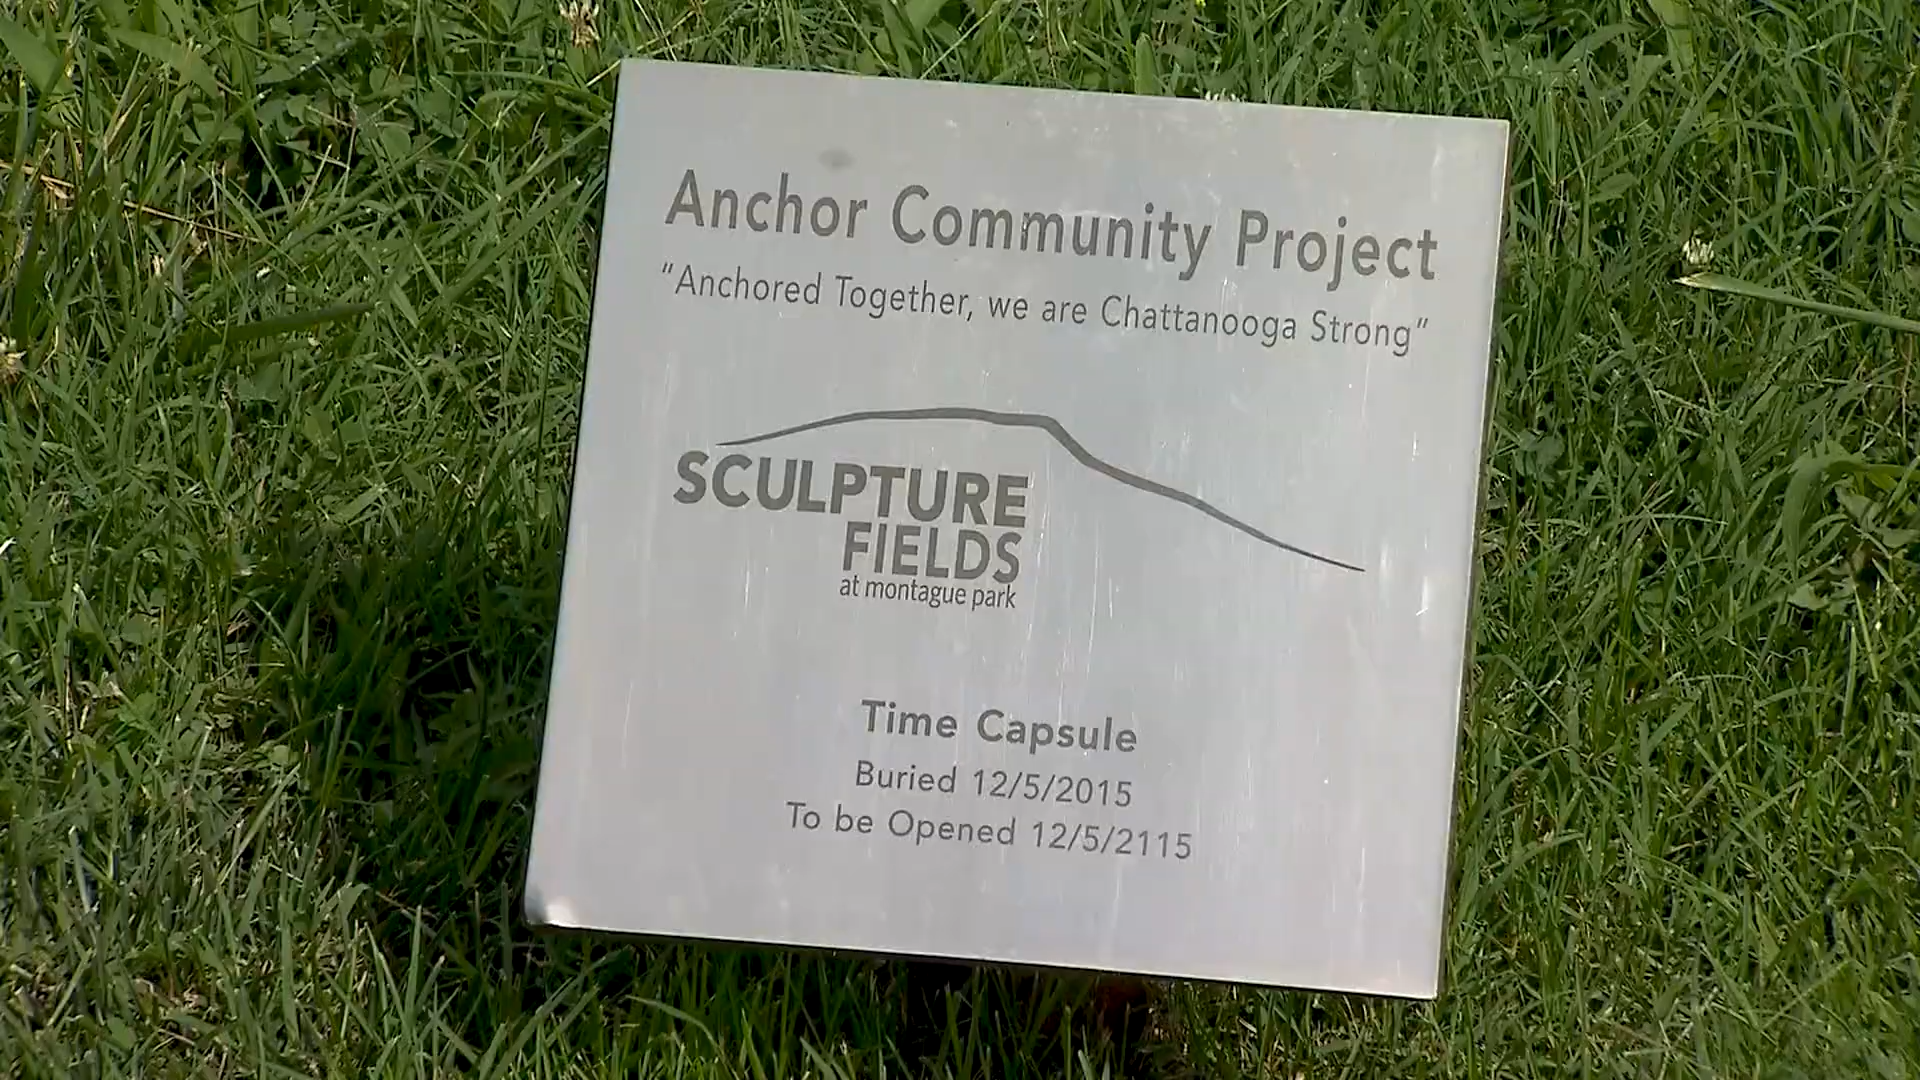 Anchor Community Project
“Anchored Together, we are Chattanooga Strong”
SCULPTURE
FIELDS
at montague park
Time Capsule
Buried 12/5/2015
To be Opened 12/5/2115